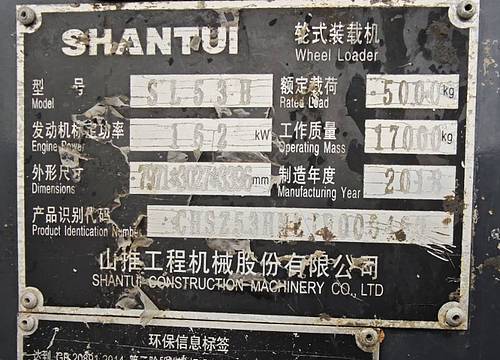 SHANTUI 轮式装载机
Wheel Loader
型 号 SL53H 额定载荷 5000 kg
Model Rated Load
发动机标定功率 162 kW 工作质量 17000 kg
Engine Power Operating Mass
外形尺寸 mm 制造年度 2018
Dimensions Manufacturing Year
产品识别代码
Product Identication Number
山推工程机械股份有限公司
SHANTUI CONSTRUCTION MACHINERY CO., LTD
环保信息标签